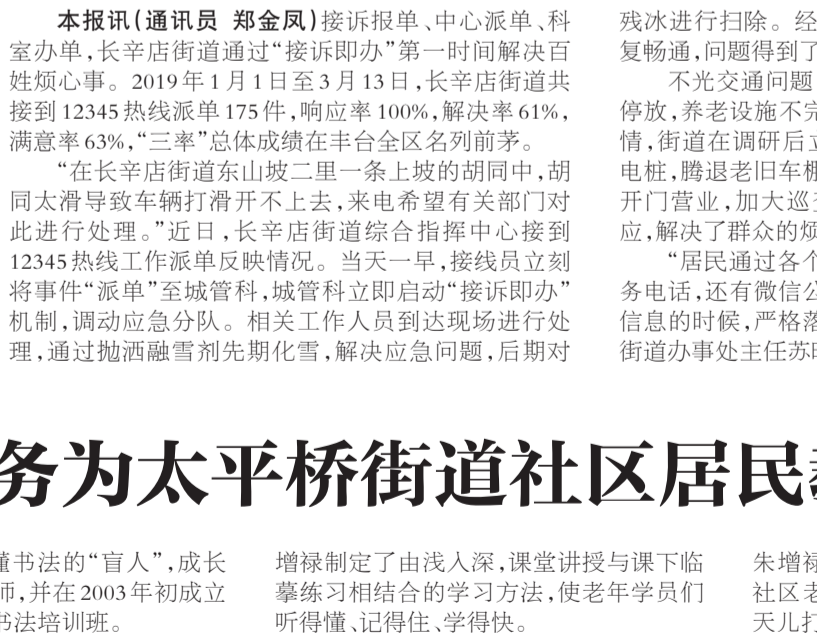 本报讯(通讯员 郑金凤)接诉报单、中心派单、科
室办单,长辛店街道通过“接诉即办”第一时间解决百
姓烦心事。2019年1月1日至3月13日,长辛店街道共
接到12345热线派单175件,响应率100%,解决率61%,
满意率63%,“三率”总体成绩在丰台全区名列前茅。
“在长辛店街道东山坡二里一条上坡的胡同中,胡
同太滑导致车辆打滑开不上去,来电希望有关部门对
此进行处理。”近日,长辛店街道综合指挥中心接到
12345热线工作派单反映情况。当天一早,接线员立刻
将事件“派单”至城管科,城管科立即启动“接诉即办”
机制,调动应急分队。相关工作人员到达现场进行处
理,通过抛洒融雪剂先期化雪,解决应急问题,后期对
残冰进行扫除。经
复畅通,问题得到了
不光交通问题
停放,养老设施不完
情,街道在调研后立
电桩,腾退老旧车棚
开门营业,加大巡
应,解决了群众的烦
“居民通过各个
务电话,还有微信公
信息的时候,严格落
街道办事处主任苏
务为太平桥街道社区居民
懂书法的“盲人”,成长
师,并在2003年初成立
书法培训班。
增禄制定了由浅入深,课堂讲授与课下临
摹练习相结合的学习方法,使老年学员们
听得懂、记得住、学得快。
朱增禄
社区老
天儿打